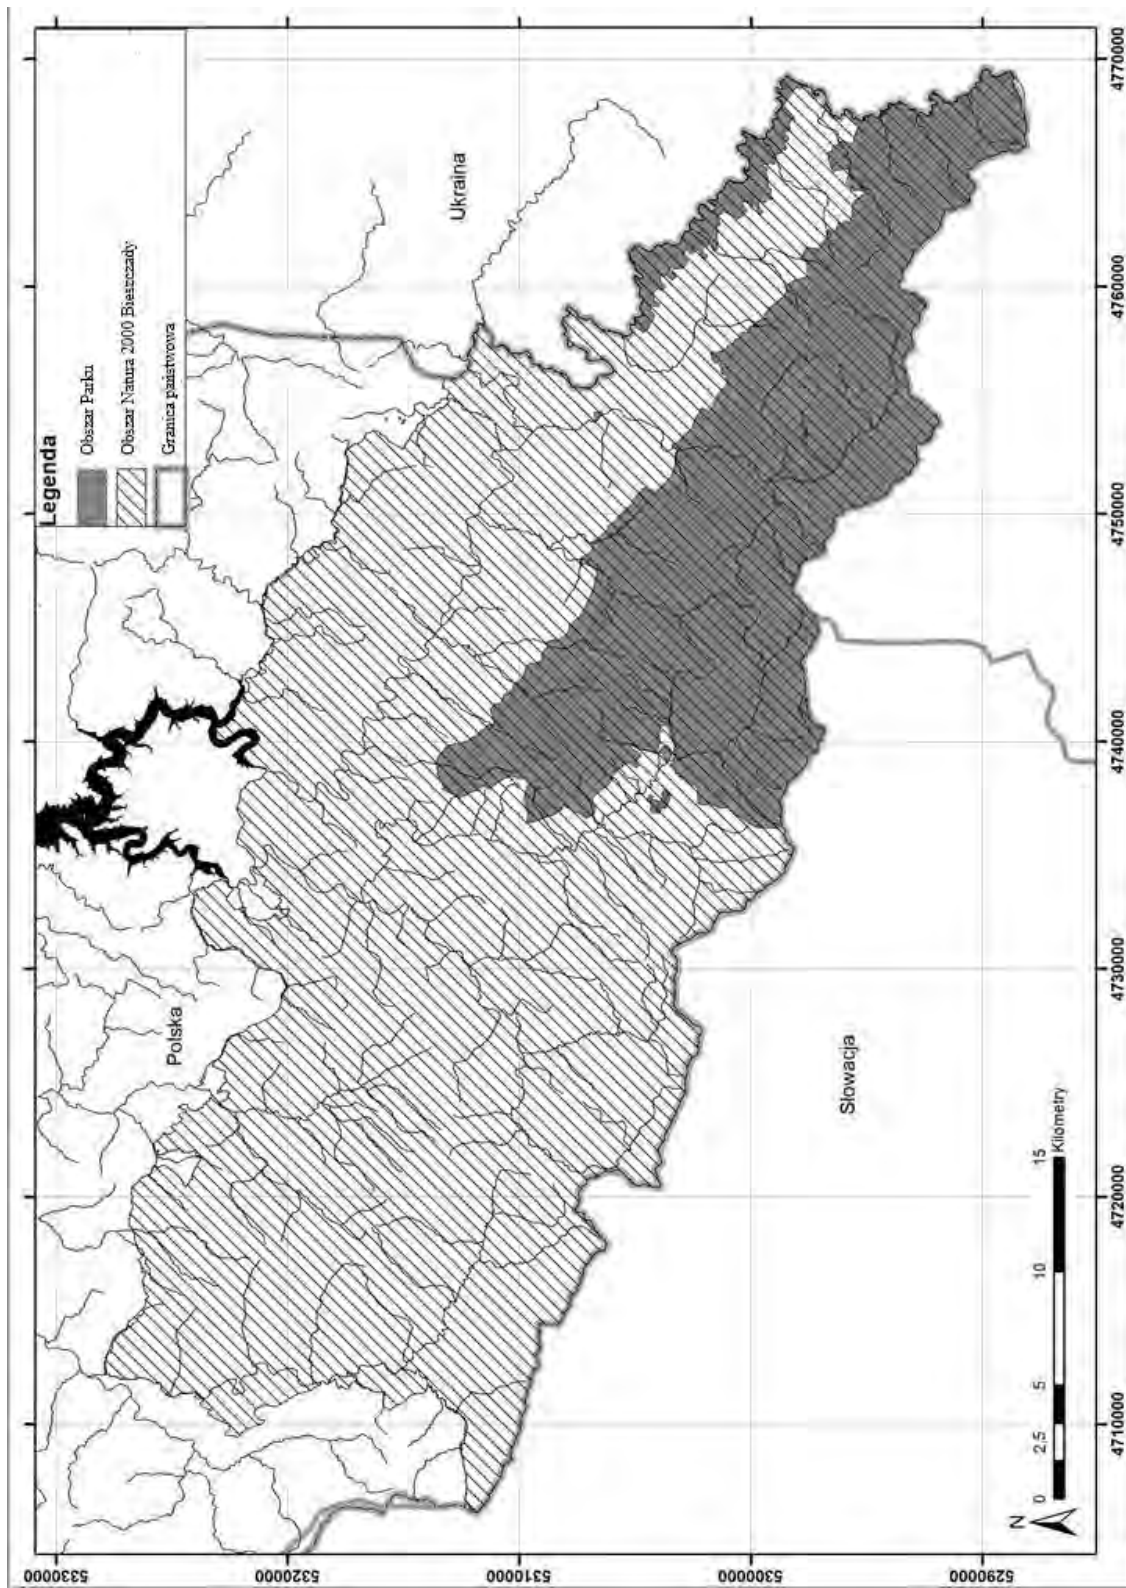 Legenda
Obszar Parku
Obszar Natura 2000 Bieszczady
Granica państwowa
Polska
Ukraina
Słowacja
N
0 2,5 5 10 15
Kilometry
5330000
5320000
5310000
5300000
5290000
4710000
4720000
4730000
4740000
4750000
4760000
4770000